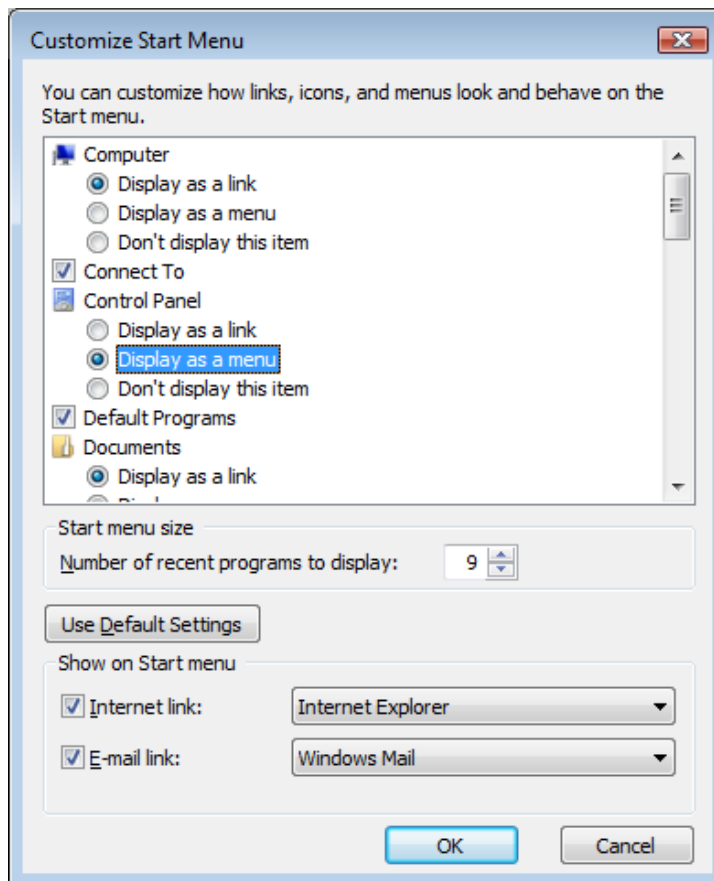 Customize Start Menu
You can customize how links, icons, and menus look and behave on the
Start menu.
Computer
Display as a link
Display as a menu
Don't display this item
Connect To
Control Panel
Display as a link
Display as a menu
Don't display this item
Default Programs
Documents
Display as a link
Start menu size
Number of recent programs to display: 9
Use Default Settings
Show on Start menu
Internet link: Internet Explorer
E-mail link: Windows Mail
OK Cancel